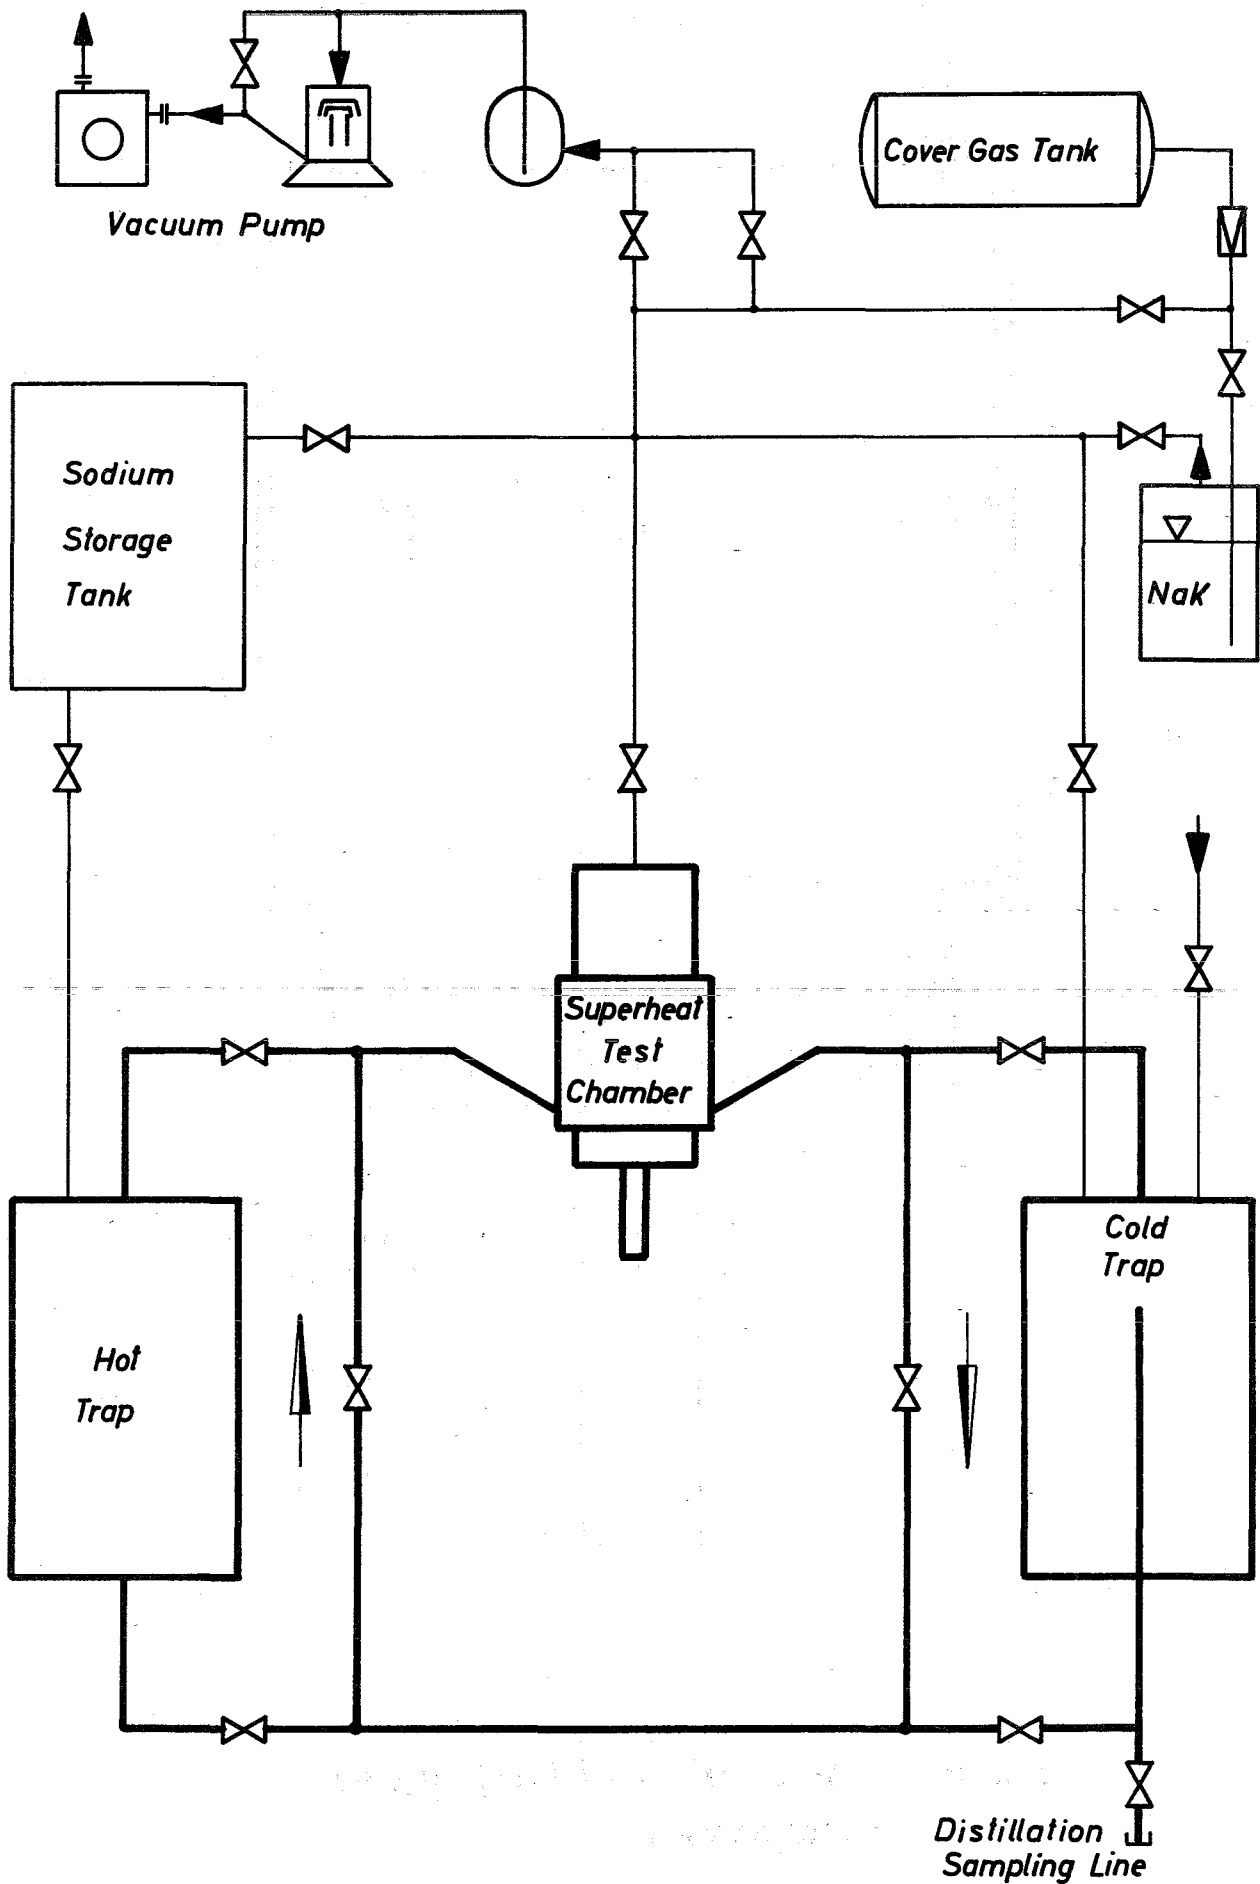 Vacuum Pump
Cover Gas Tank
Sodium
Storage
Tank
NaK
Superheat
Test
Chamber
Cold
Trap
Hot
Trap
Distillation
Sampling Line